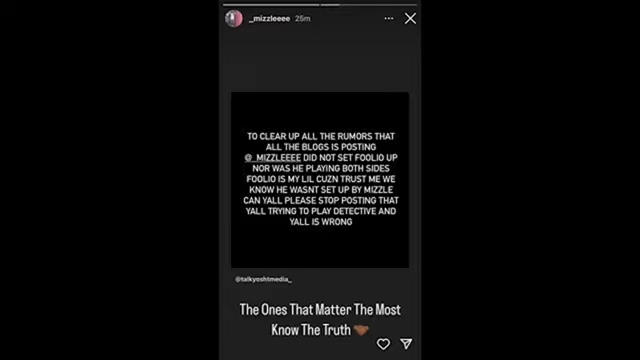 _mizzleeee 25m
TO CLEAR UP ALL THE RUMORS THAT
ALL THE BLOGS IS POSTING
@_MIZZLEEEE DID NOT SET FOOLIO UP
NOR WAS HE PLAYING BOTH SIDES
FOOLIO IS MY LIL CUZN TRUST ME WE
KNOW HE WASNT SET UP BY MIZZLE
CAN YALL PLEASE STOP POSTING THAT
YALL TRYING TO PLAY DETECTIVE AND
YALL IS WRONG
@talkyoshtmedia_
The Ones That Matter The Most
Know The Truth 🤝🏾